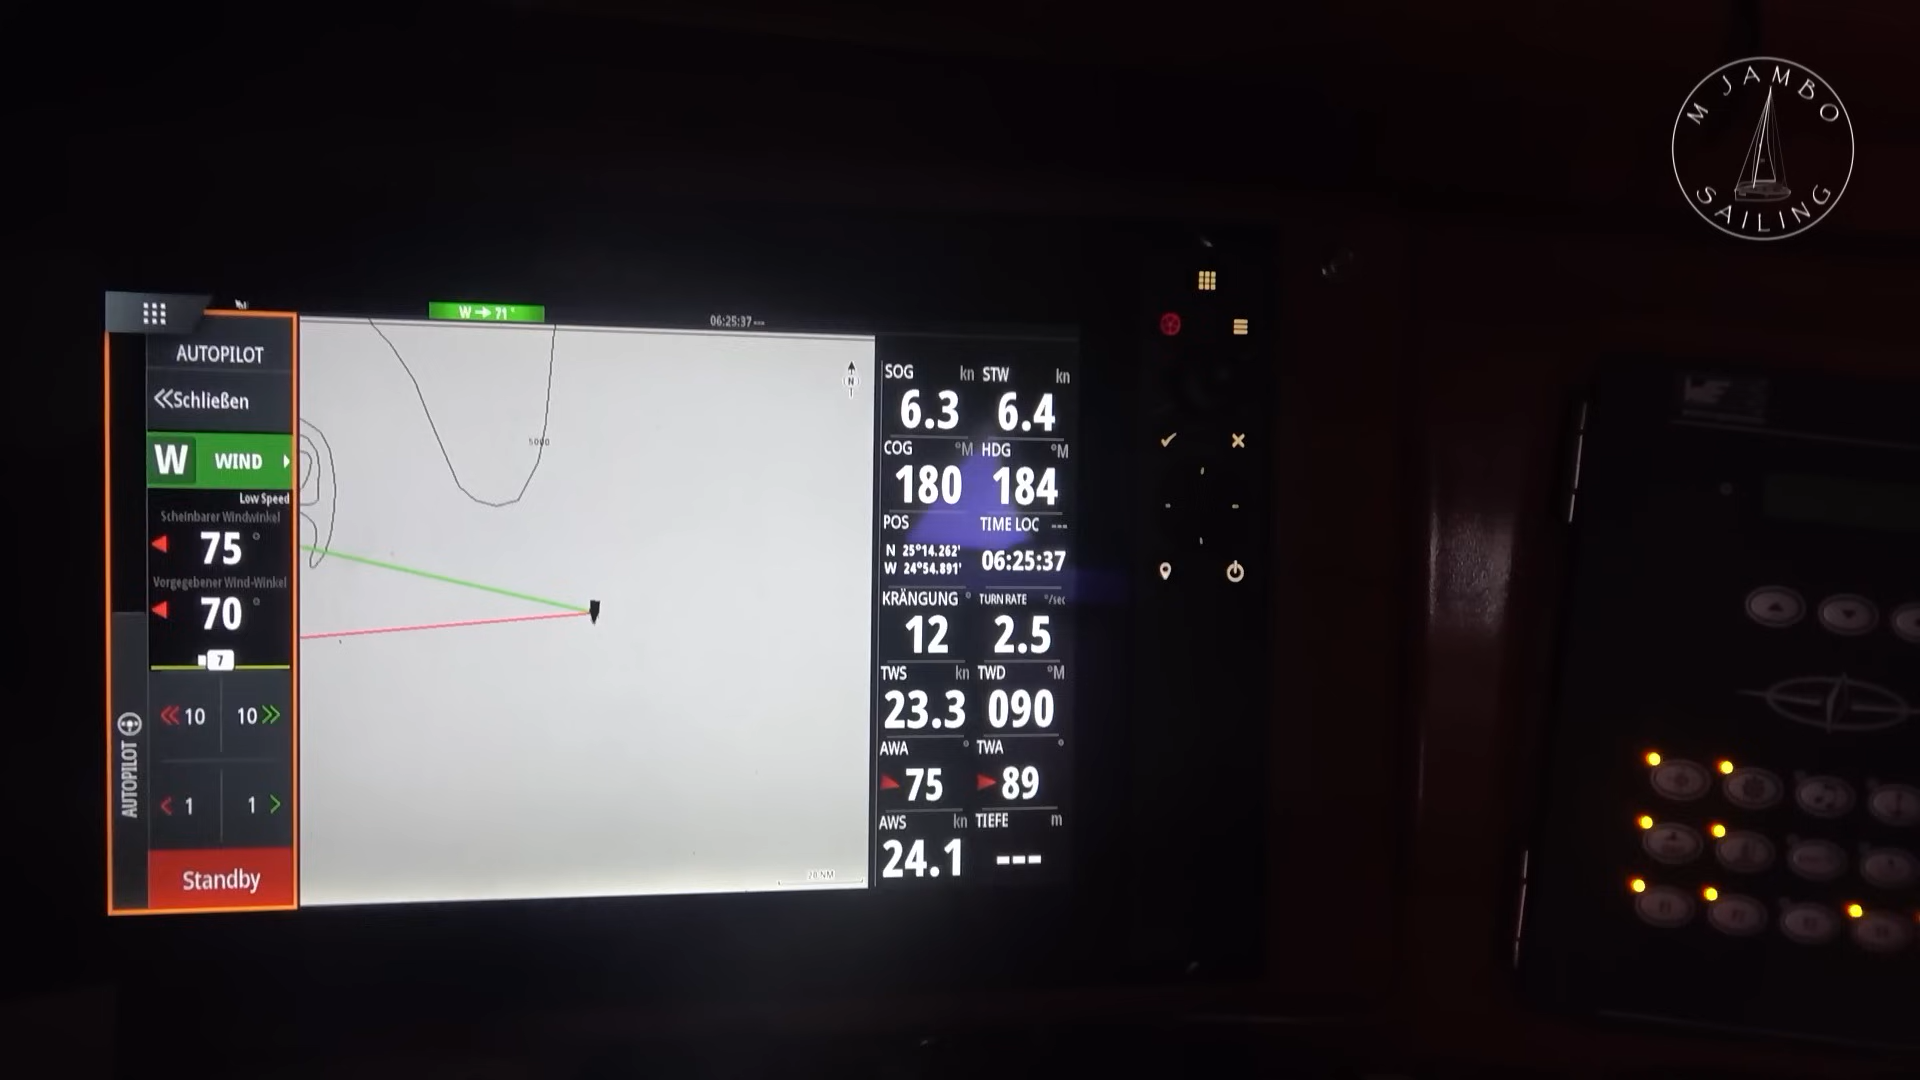 M JAMBO
SAILING
W → 71°
06:25:37---
AUTOPILOT
Schließen
W WIND
Low Speed
Scheinbarer Windwinkel
75°
Vorgegebener Wind-Winkel
70°
7
10 10
1 1
Standby
AUTOPILOT
5000
N
T
20 NM
SOG kn STW kn
6.3 6.4
COG °M HDG °M
180 184
POS TIME LOC ---
N 25°14.262'
W 24°54.891'
06:25:37
KRÄNGUNG ° TURN RATE °/sec
12 2.5
TWS kn TWD °M
23.3 090
AWA ° TWA °
75 89
AWS kn TIEFE m
24.1 ---